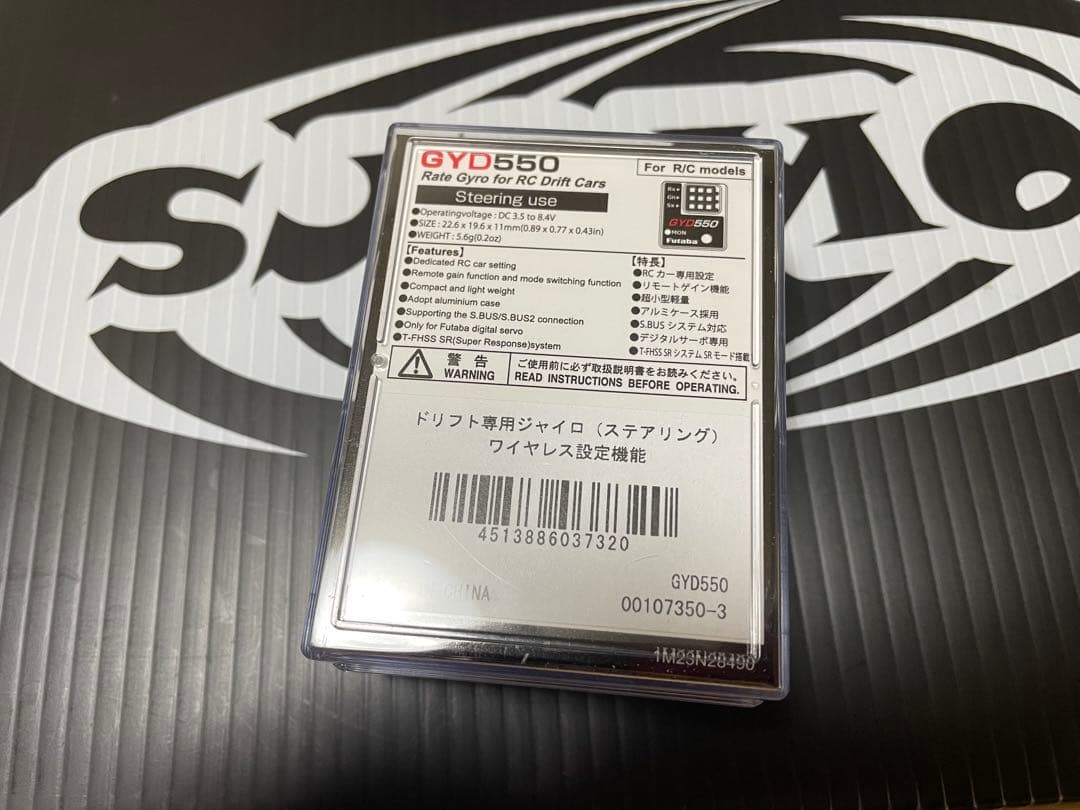 GYD550
For R/C models
Rate Gyro for RC Drift Cars
Steering use
●Operatingvoltage : DC 3.5 to 8.4V
●SIZE : 22.6 x 19.6 x 11mm(0.89 x 0.77 x 0.43in)
●WEIGHT : 5.6g(0.2oz)
Rx
Gn
Sx
GYD550
MON
Futaba
【Features】
●Dedicated RC car setting
●Remote gain function and mode switching function
●Compact and light weight
●Adopt aluminium case
●Supporting the S.BUS/S.BUS2 connection
●Only for Futaba digital servo
●T-FHSS SR(Super Response)system
【特長】
●RC カー専用設定
●リモートゲイン機能
●超小型軽量
●アルミケース採用
●S.BUS システム対応
●デジタルサーボ専用
●T-FHSS SR システム SR モード搭載
警 告
WARNING
ご使用前に必ず取扱説明書をお読みください。
READ INSTRUCTIONS BEFORE OPERATING.
ドリフト専用ジャイロ（ステアリング）
ワイヤレス設定機能
4513886037320
CHINA
GYD550
00107350-3